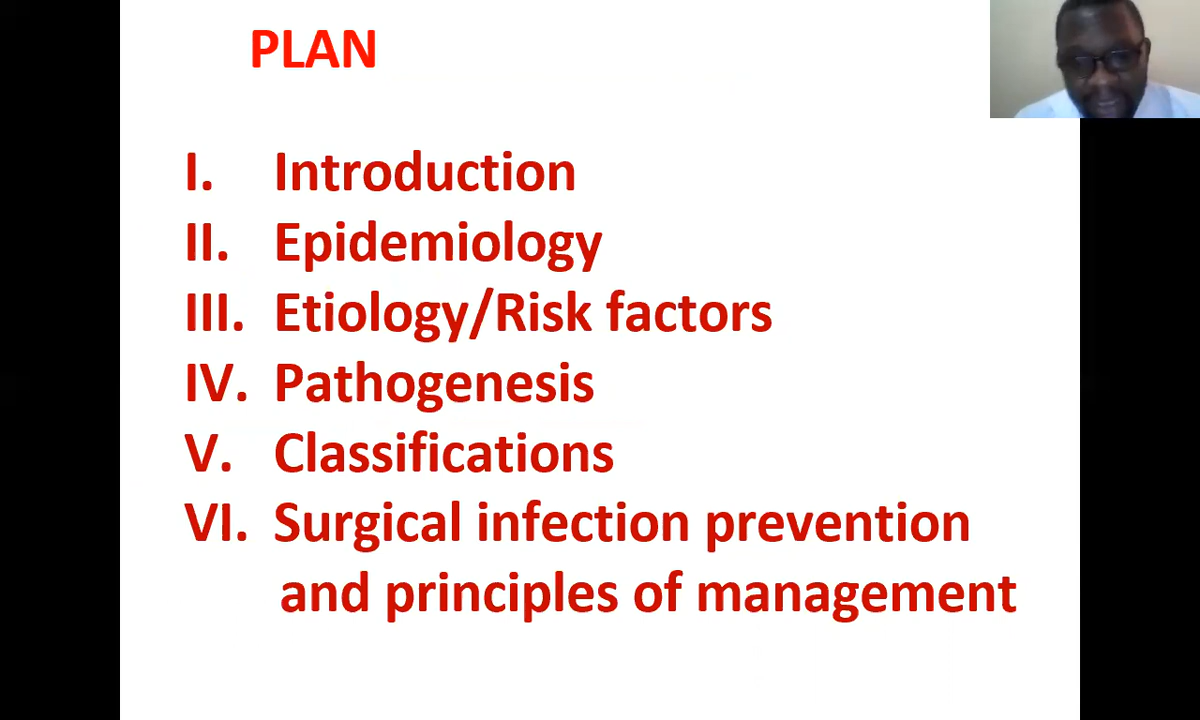 PLAN
I. Introduction
II. Epidemiology
III. Etiology/Risk factors
IV. Pathogenesis
V. Classifications
VI. Surgical infection prevention
and principles of management